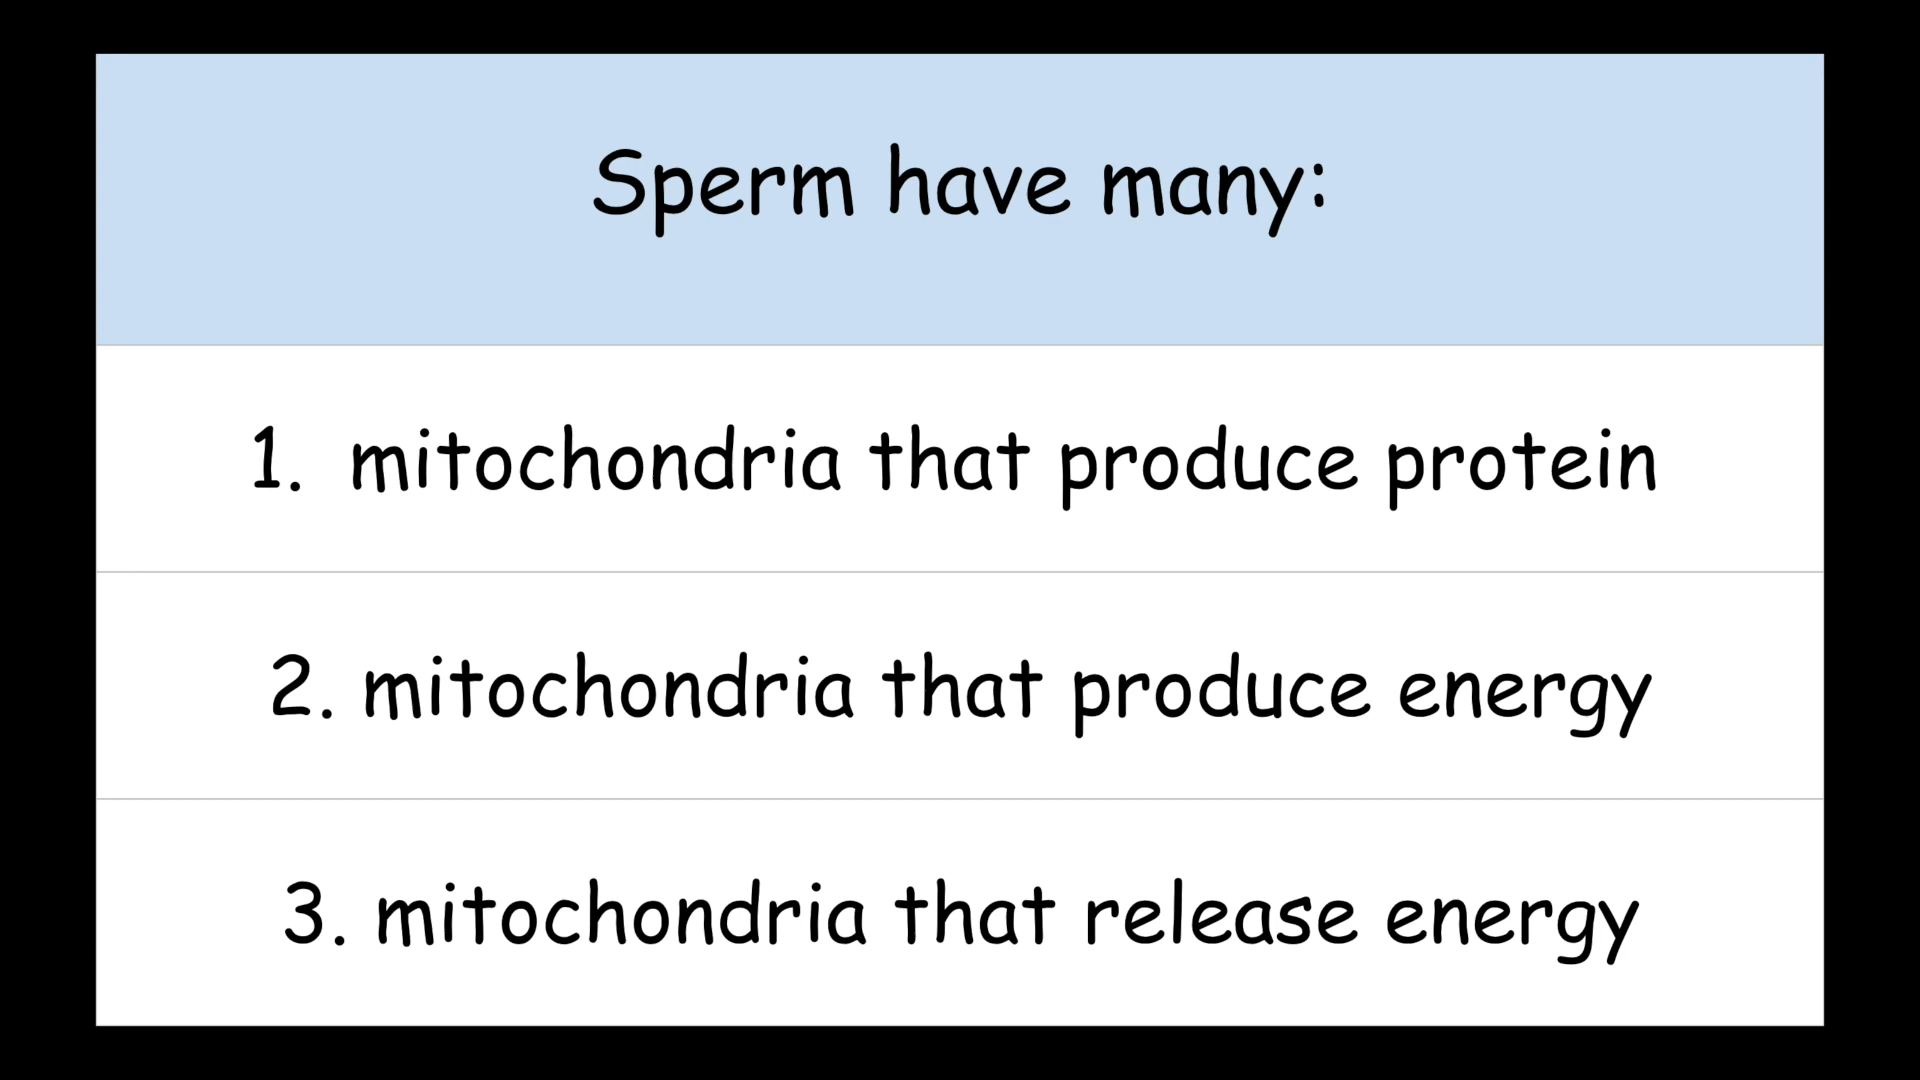 Sperm have many:
1. mitochondria that produce protein
2. mitochondria that produce energy
3. mitochondria that release energy